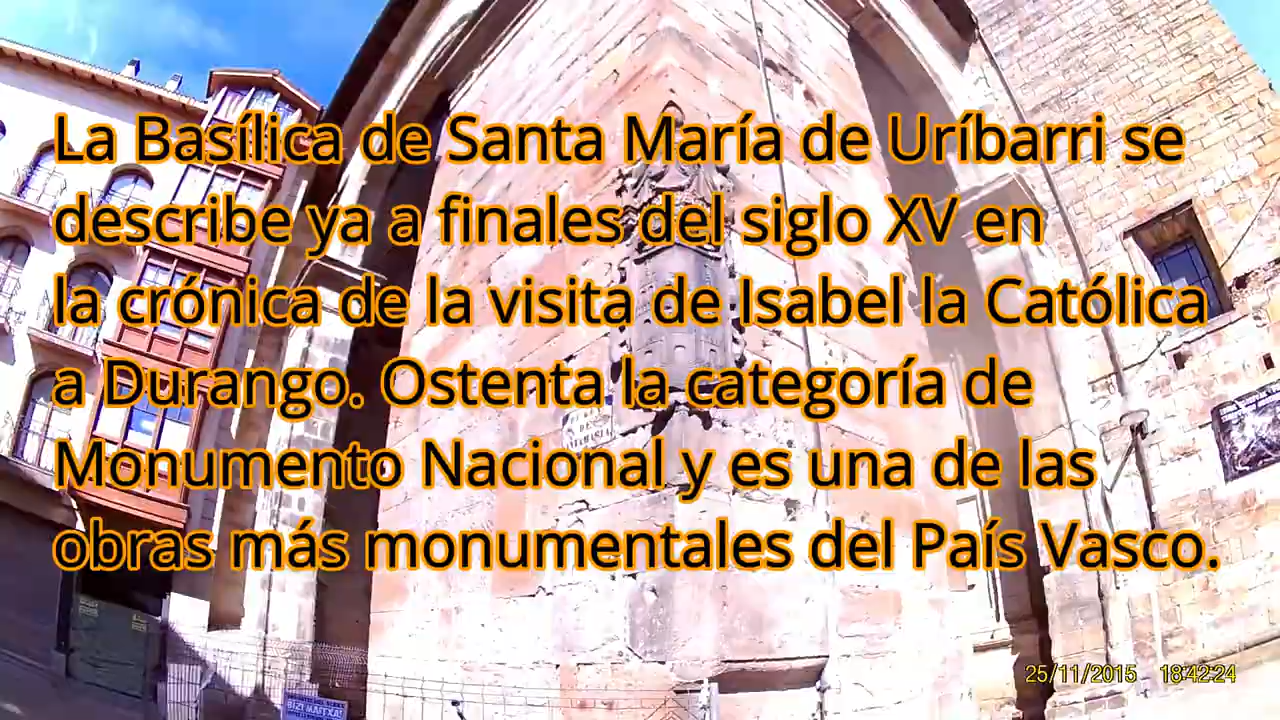 La Basílica de Santa María de Uríbarri se
describe ya a finales del siglo XV en
la crónica de la visita de Isabel la Católica
a Durango. Ostenta la categoría de
Monumento Nacional y es una de las
obras más monumentales del País Vasco.
25/11/2015 18:42:24